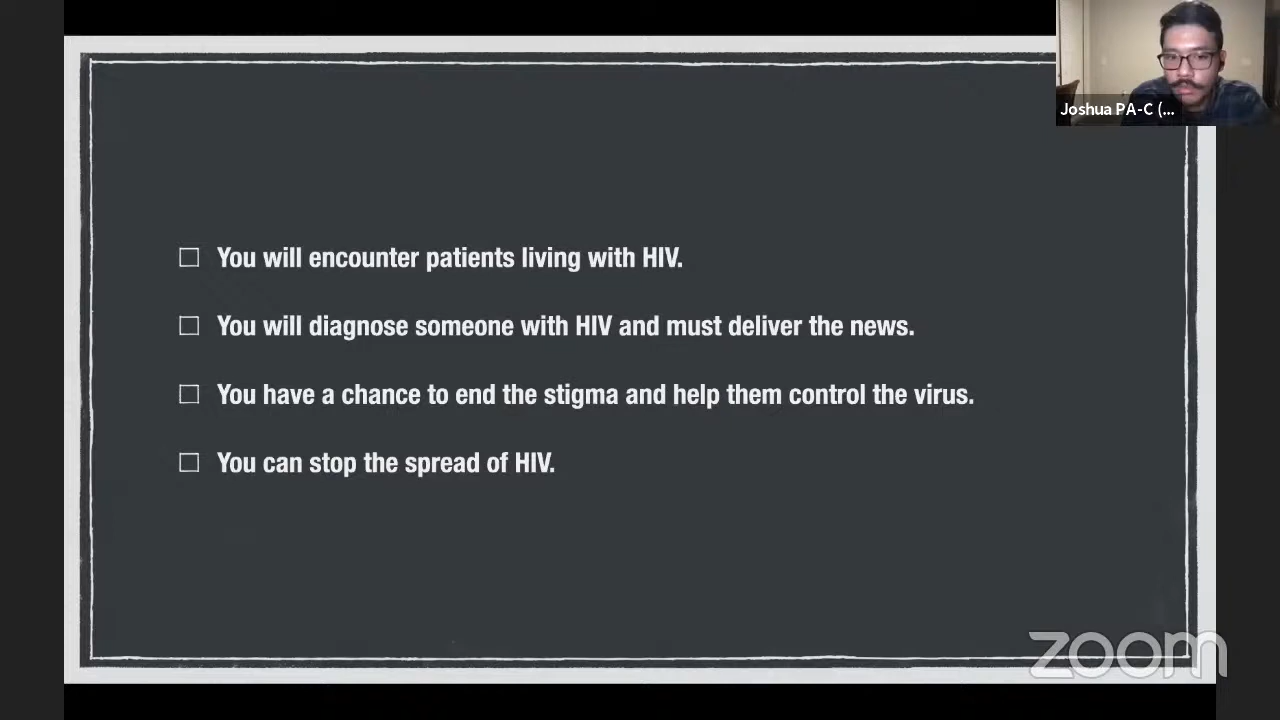 Joshua PA-C (...
You will encounter patients living with HIV.
You will diagnose someone with HIV and must deliver the news.
You have a chance to end the stigma and help them control the virus.
You can stop the spread of HIV.
zoom